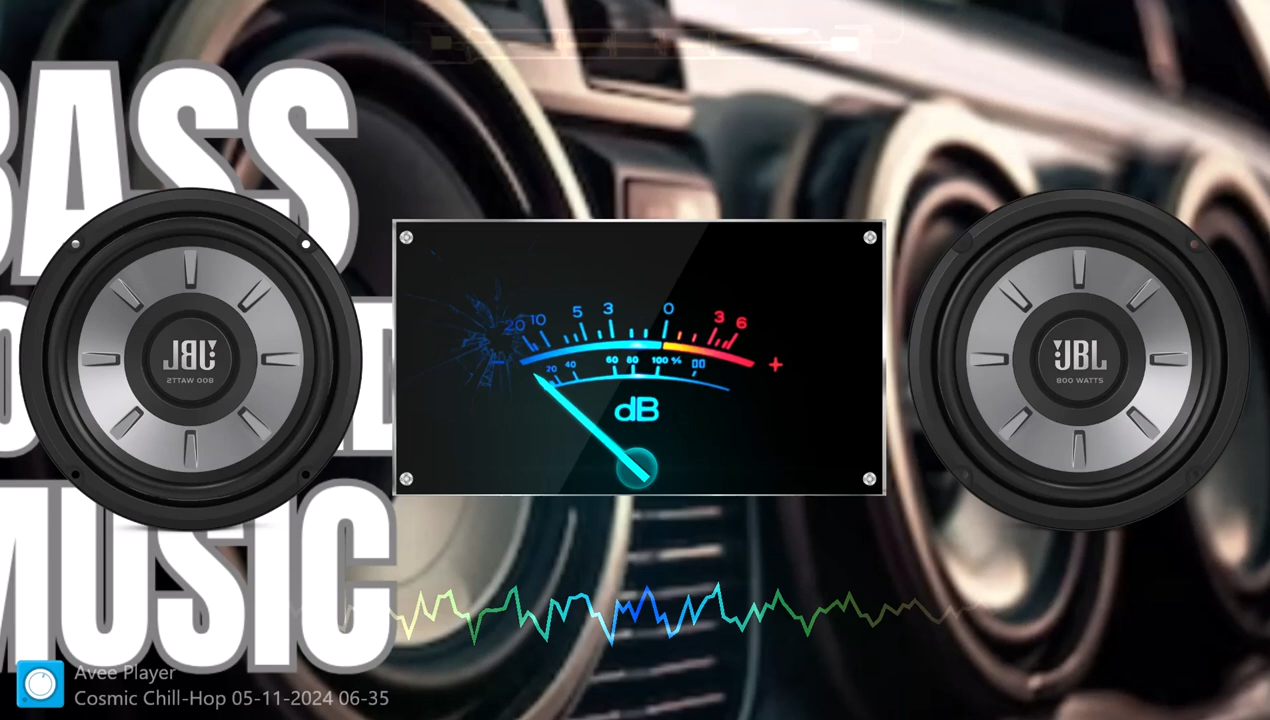 BASS
MUSIC
JBL
800 WATTS
JBL
800 WATTS
20 10 5 3 0 3 6
- +
20 40 60 80 100 %
dB
Avee Player
Cosmic Chill-Hop 05-11-2024 06-35